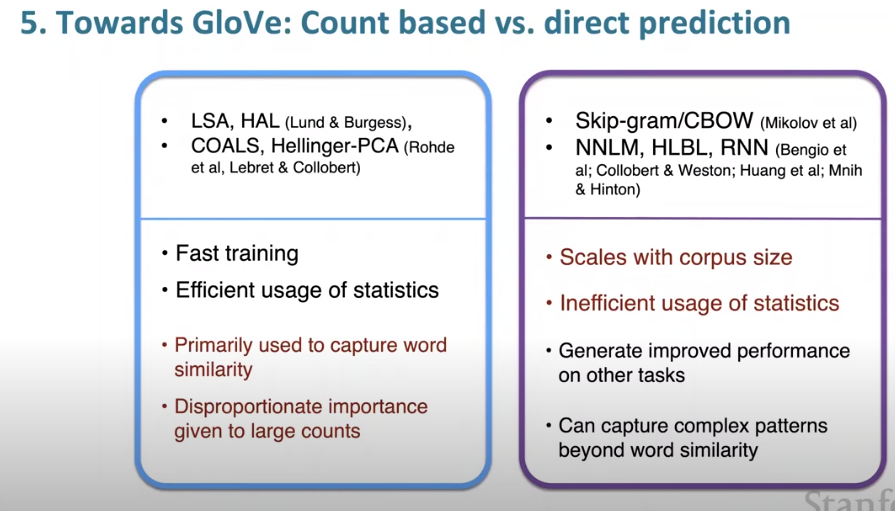 5. Towards GloVe: Count based vs. direct prediction
• LSA, HAL (Lund & Burgess),
• COALS, Hellinger-PCA (Rohde
et al, Lebret & Collobert)
• Fast training
• Efficient usage of statistics
• Primarily used to capture word
similarity
• Disproportionate importance
given to large counts
• Skip-gram/CBOW (Mikolov et al)
• NNLM, HLBL, RNN (Bengio et
al; Collobert & Weston; Huang et al; Mnih
& Hinton)
• Scales with corpus size
• Inefficient usage of statistics
• Generate improved performance
on other tasks
• Can capture complex patterns
beyond word similarity